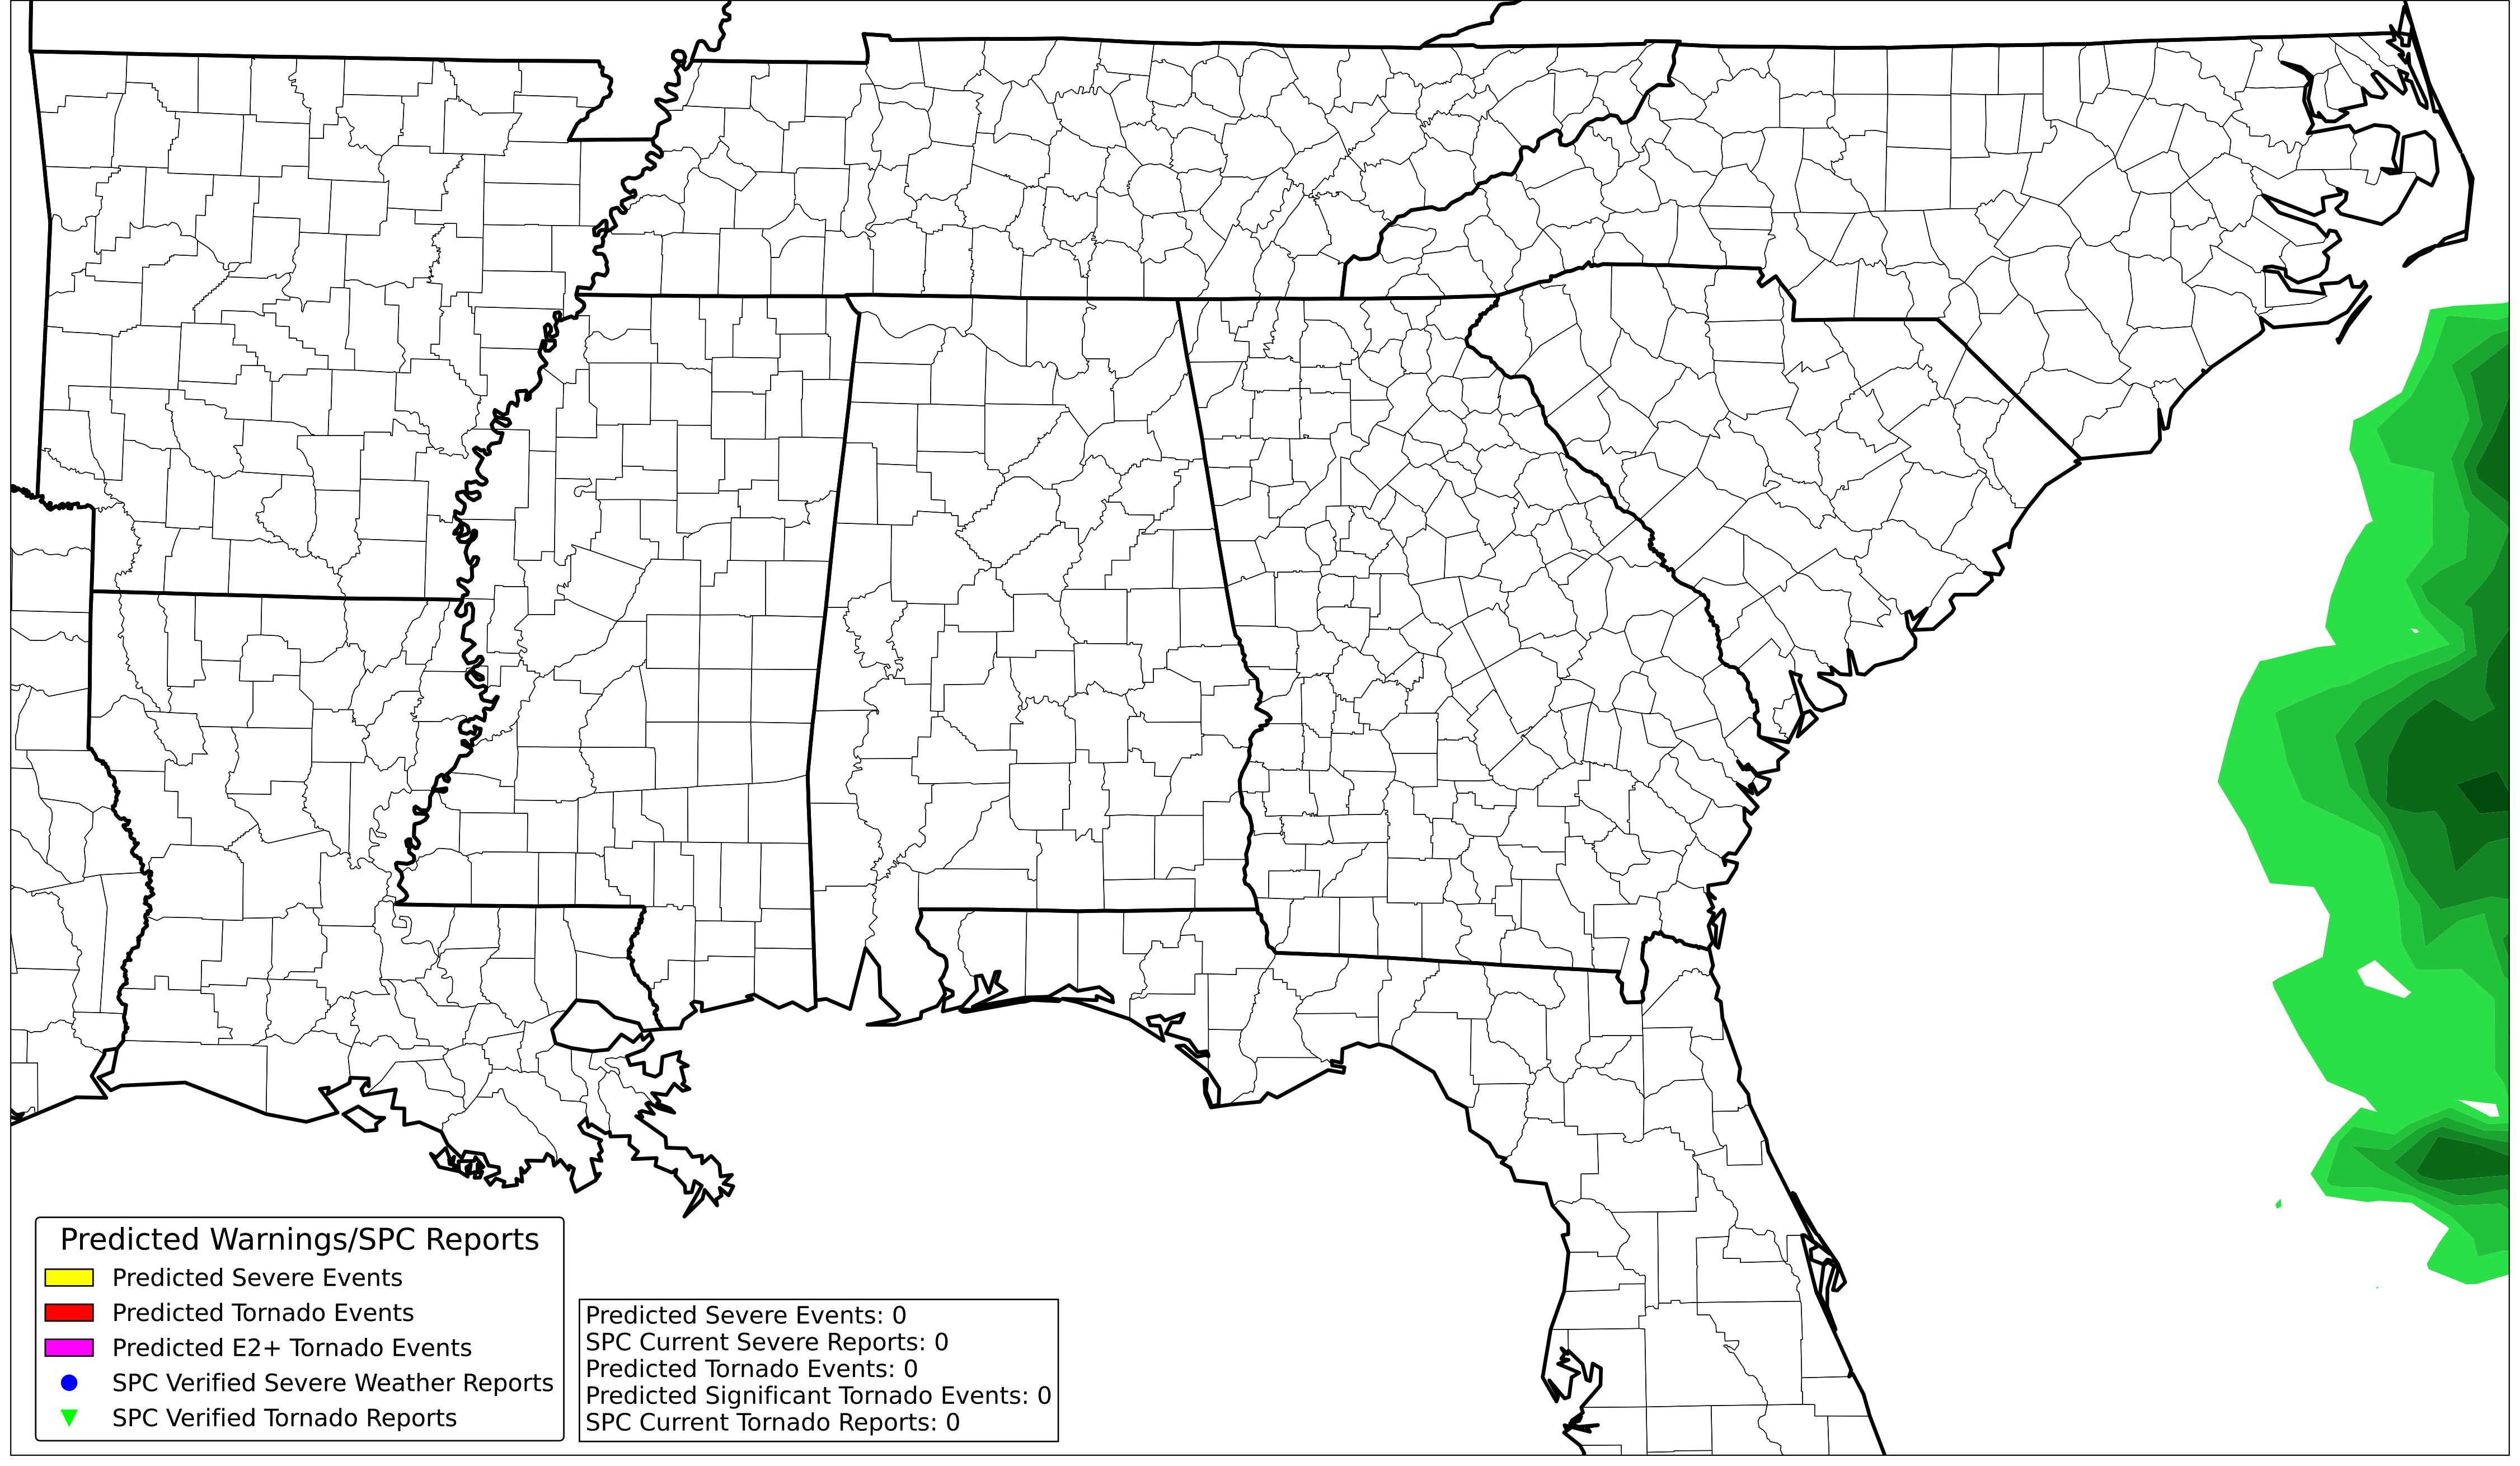 Predicted Warnings/SPC Reports
Predicted Severe Events
Predicted Tornado Events
Predicted E2+ Tornado Events
SPC Verified Severe Weather Reports
SPC Verified Tornado Reports
Predicted Severe Events: 0
SPC Current Severe Reports: 0
Predicted Tornado Events: 0
Predicted Significant Tornado Events: 0
SPC Current Tornado Reports: 0